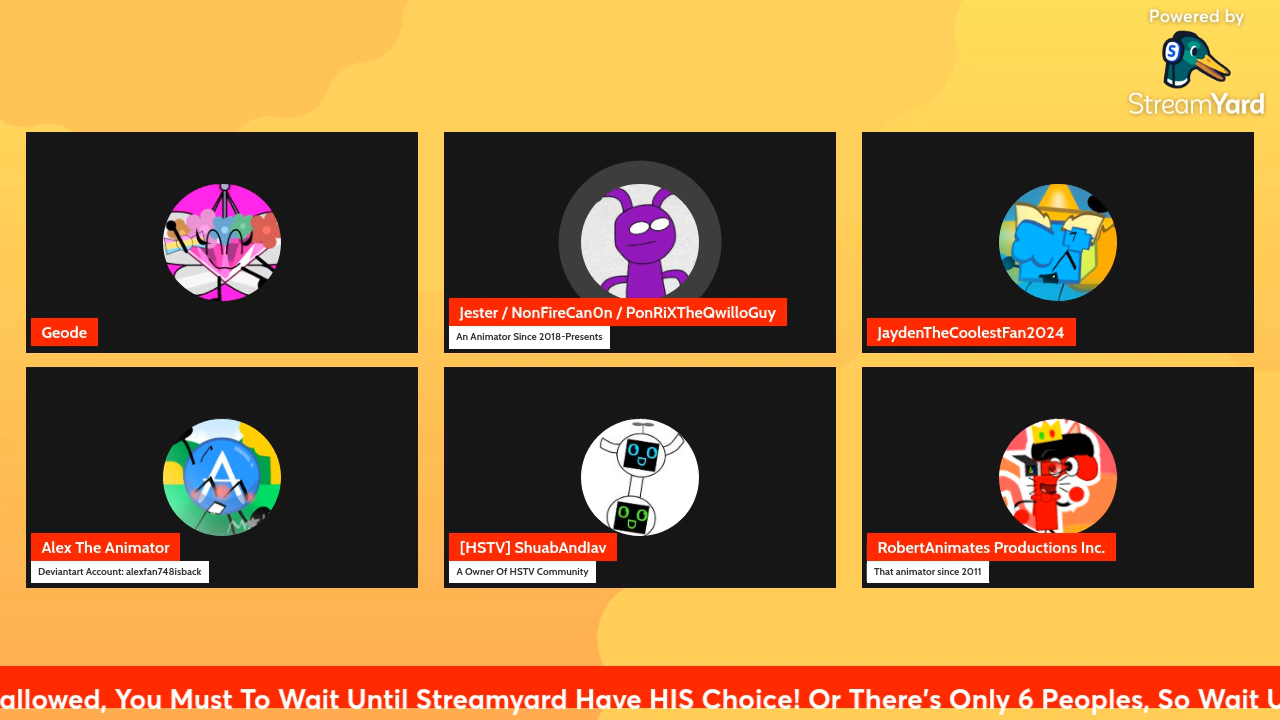 Powered by
StreamYard
Geode
Jester / NonFireCan0n / PonRiXTheQwilloGuy
An Animator Since 2018-Presents
JaydenTheCoolestFan2024
Alex The Animator
Deviantart Account: alexfan748isback
[HSTV] ShuabAndIav
A Owner Of HSTV Community
RobertAnimates Productions Inc.
That animator since 2011
allowed, You Must To Wait Until Streamyard Have HIS Choice! Or There's Only 6 Peoples, So Wait U